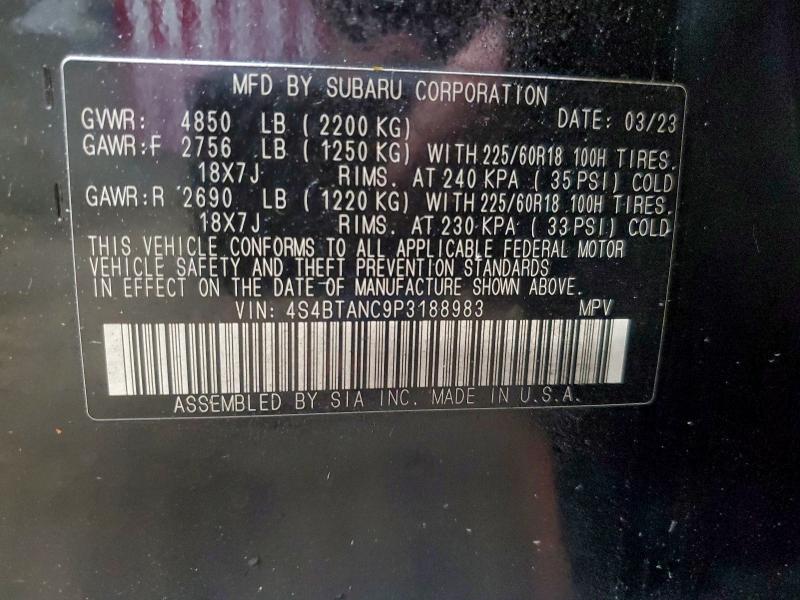 MFD BY SUBARU CORPORATION
GVWR: 4850 LB ( 2200 KG) DATE: 03/23
GAWR:F 2756 LB ( 1250 KG) WITH 225/60R18 100H TIRES.
18X7J RIMS. AT 240 KPA ( 35 PSI) COLD
GAWR:R 2690 LB ( 1220 KG) WITH 225/60R18 100H TIRES.
18X7J RIMS. AT 230 KPA ( 33 PSI) COLD
THIS VEHICLE CONFORMS TO ALL APPLICABLE FEDERAL MOTOR
VEHICLE SAFETY AND THEFT PREVENTION STANDARDS
IN EFFECT ON THE DATE OF MANUFACTURE SHOWN ABOVE.
VIN: 4S4BTANC9P3188983 MPV
ASSEMBLED BY SIA INC. MADE IN U.S.A.